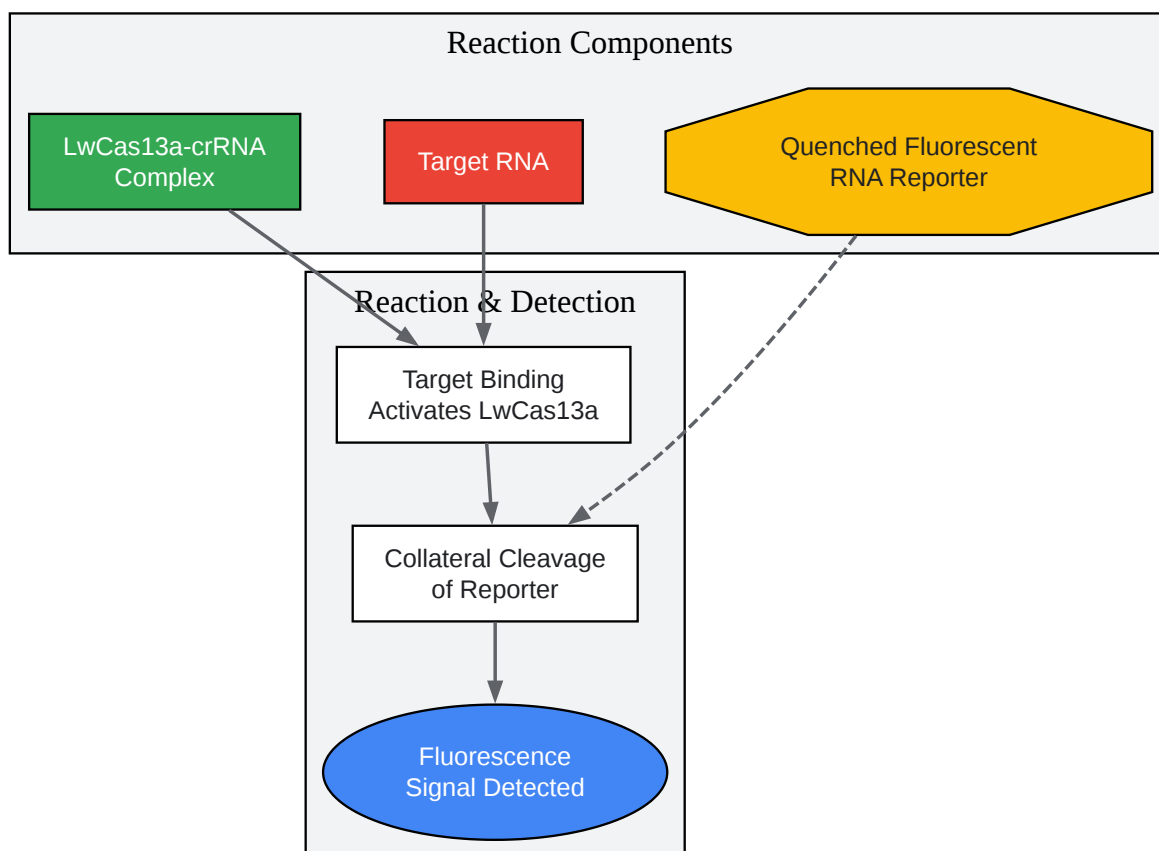 Reaction Components
LwCas13a-crRNA
Complex
Target RNA
Quenched Fluorescent
RNA Reporter
Reaction & Detection
Target Binding
Activates LwCas13a
Collateral Cleavage
of Reporter
Fluorescence
Signal Detected